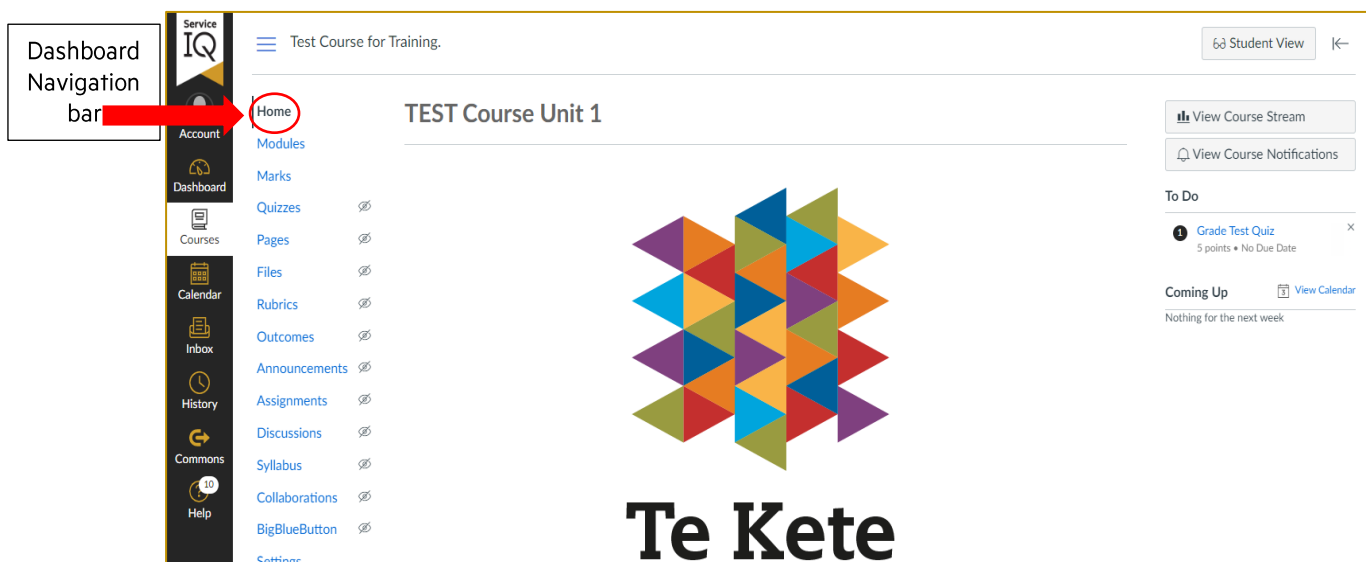 Dashboard
Navigation
bar
Service
IQ
Account
Dashboard
Courses
Calendar
Inbox
History
Commons
10
Help
Test Course for Training.
Student View
Home
Modules
Marks
Quizzes
Pages
Files
Rubrics
Outcomes
Announcements
Assignments
Discussions
Syllabus
Collaborations
BigBlueButton
Settings
TEST Course Unit 1
Te Kete
View Course Stream
View Course Notifications
To Do
1 Grade Test Quiz
5 points • No Due Date
Coming Up 3 View Calendar
Nothing for the next week